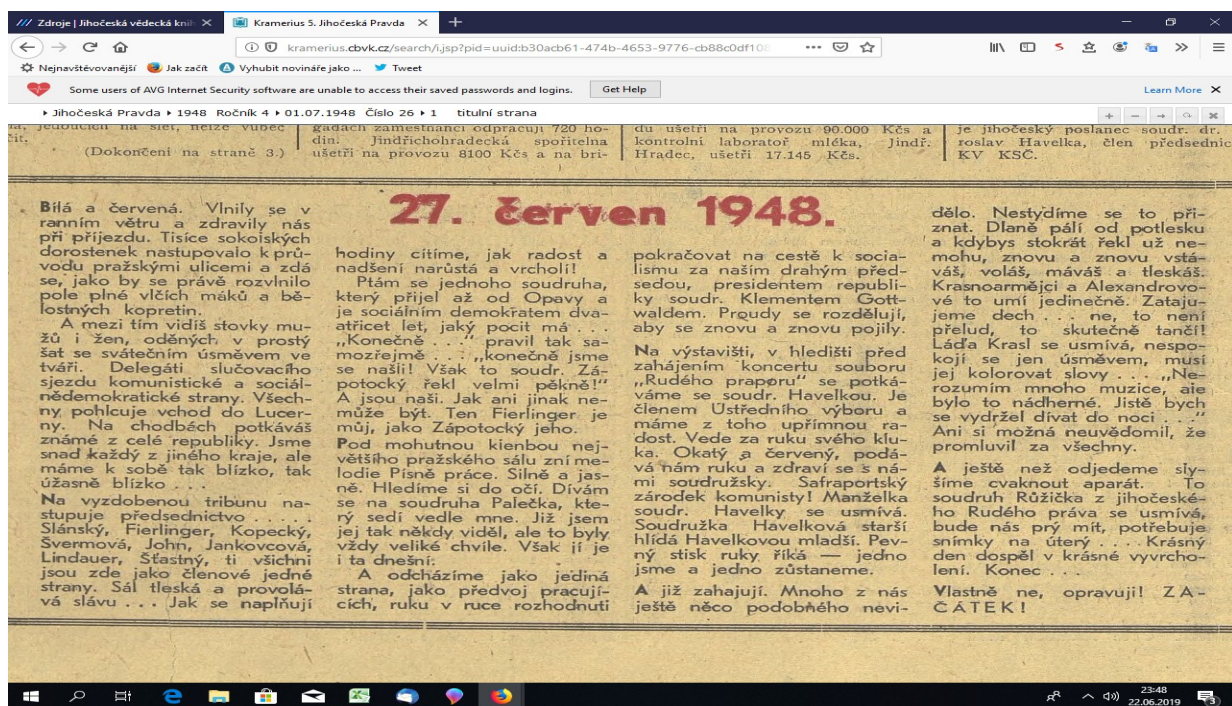 Zdroje | Jihočeská vědecká knih
Kramerius 5. Jihočeská Pravda
kramerius.cbvk.cz/search/i.jsp?pid=uuid:b30acb61-474b-4653-9776-cb88c0df108
Nejnavštěvovanější
Jak začít
Vyhubit novináře jako ...
Tweet
Some users of AVG Internet Security software are unable to access their saved passwords and logins.
Get Help
Learn More
Jihočeská Pravda 1948 Ročník 4 01.07.1948 Číslo 26 1 titulní strana
jedoucích na slet, nelze vůbec
čit.
(Dokončení na straně 3.)
gádách zaměstnanci odpracují 720 ho-
din. Jindřichohradecká spořitelna
ušetří na provozu 8100 Kčs a na bri-
du ušetří na provozu 90.000 Kčs a
kontrolní laboratoř mléka, Jindř.
Hradec, ušetří 17.145 Kčs.
je jihočeský poslanec soudr. dr.
roslav Havelka, člen předsednic
KV KSČ.
27. červen 1948.
Bílá a červená. Vlnily se v
ranním větru a zdravily nás
při příjezdu. Tisíce sokolských
dorostenek nastupovalo k prů-
vodu pražskými ulicemi a zdá
se, jako by se právě rozvlnilo
pole plné vlčích máků a bě-
lostných kopretin.
A mezi tím vidíš stovky mu-
žů i žen, oděných v prostý
šat se svátečním úsměvem ve
tváři. Delegáti slučovacího
sjezdu komunistické a sociál-
nědemokratické strany. Všech-
ny pohlcuje vchod do Lucer-
ny. Na chodbách potkáváš
známé z celé republiky. Jsme
snad každý z jiného kraje, ale
máme k sobě tak blízko, tak
úžasně blízko . . .
Na vyzdobenou tribunu na-
stupuje předsednictvo . . . . .
Slánský, Fierlinger, Kopecký,
Švermová, John, Jankovcová,
Lindauer, Šťastný, ti všichni
jsou zde jako členové jedné
strany. Sál tleská a provolá-
vá slávu . . . Jak se naplňují
hodiny cítíme, jak radost a
nadšení narůstá a vrcholí!
Ptám se jednoho soudruha,
který přijel až od Opavy a
je sociálním demokratem dva-
atřicet let, jaký pocit má . . .
„Konečně . . .“ pravil tak sa-
mozřejmě . . . „konečně jsme
se našli! Však to soudr. Zá-
potocký řekl velmi pěkně!“
A jsou naši. Jak ani jinak ne-
může být. Ten Fierlinger je
můj, jako Zápotocký jeho.
Pod mohutnou klenbou nej-
většího pražského sálu zní me-
lodie Písně práce. Silně a jas-
ně. Hledíme si do očí. Dívám
se na soudruha Palečka, kte-
rý sedí vedle mne. Již jsem
jej tak někdy viděl, ale to byly
vždy veliké chvíle. Však jí je
i ta dnešní.
A odcházíme jako jediná
strana, jako předvoj pracují-
cích, ruku v ruce rozhodnuti
pokračovat na cestě k socia-
lismu za naším drahým před-
sedou, presidentem republi-
ky soudr. Klementem Gott-
waldem. Proudy se rozdělují,
aby se znovu a znovu pojily.
Na výstavišti, v hledišti před
zahájením koncertu souboru
„Rudého praporu“ se potká-
váme se soudr. Havelkou. Je
členem Ústředního výboru a
máme z toho upřímnou ra-
dost. Vede za ruku svého klu-
ka. Okatý a červený, podá-
vá nám ruku a zdraví se s ná-
mi soudružsky. Safraportský
zárodek komunisty! Manželka
soudr. Havelky se usmívá.
Soudružka Havelková starší
hlídá Havelkovou mladší. Pev-
ný stisk ruky říká — jedno
jsme a jedno zůstaneme.
A již zahajují. Mnoho z nás
ještě něco podobného nevi-
dělo. Nestydíme se to při-
znat. Dlaně pálí od potlesku
a kdybys stokrát řekl už ne-
mohu, znovu a znovu vstá-
váš, voláš, máváš a tleskáš.
Krasnoarmějci a Alexandrovo-
vé to umí jedinečně. Zataju-
jeme dech . . . ne, to není
přelud, to skutečně tančí!
Láďa Krasl se usmívá, nespo-
kojí se jen úsměvem, musí
jej kolorovat slovy . . . „Ne-
rozumím mnoho muzice, ale
bylo to nádherné. Jistě bych
se vydržel dívat do noci . . .“
Ani si možná neuvědomil, že
promluvil za všechny.
A ještě než odjedeme sly-
šíme cvaknout aparát. To
soudruh Růžička z jihočeské-
ho Rudého práva se usmívá,
bude nás prý mít, potřebuje
snímky na úterý . . . Krásný
den dospěl v krásné vyvrcho-
lení. Konec . . .
Vlastně ne, opravuji! ZA-
ČÁTEK!
23:48
22.06.2019